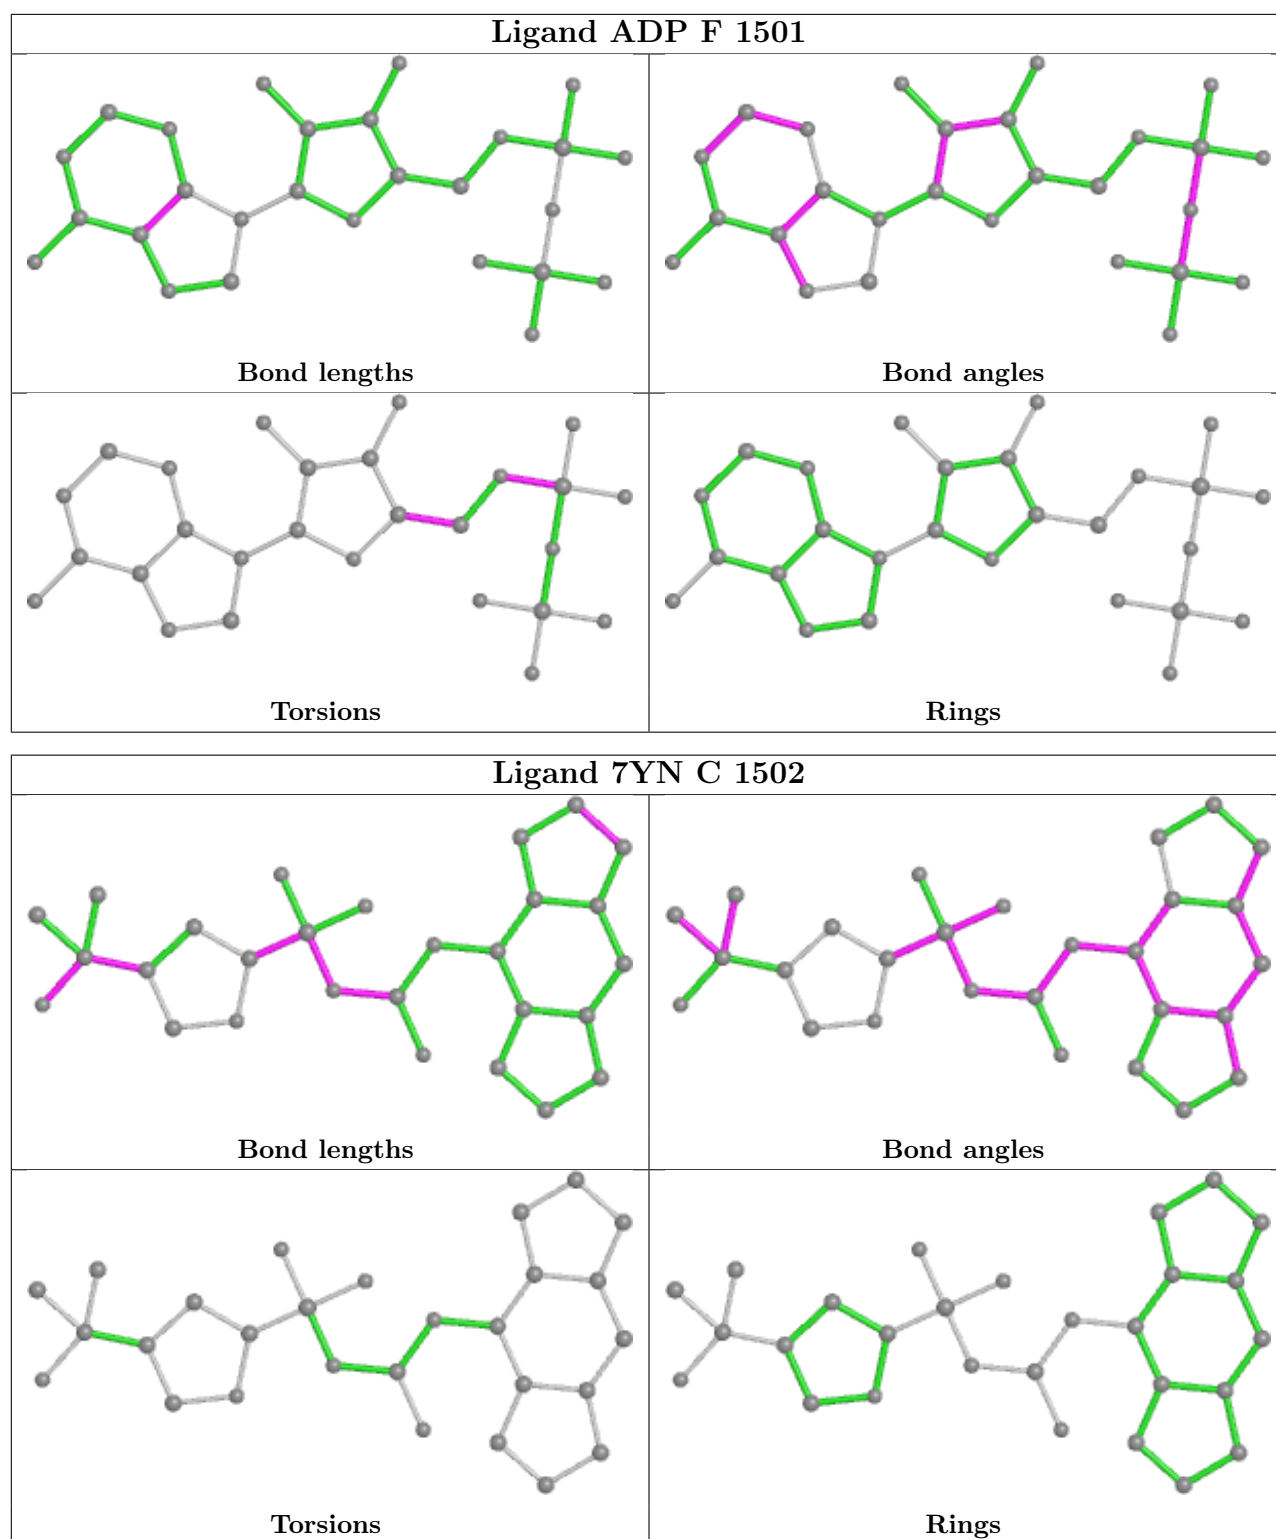 Ligand ADP F 1501
Bond lengths
Bond angles
Torsions
Rings
Ligand 7YN C 1502
Bond lengths
Bond angles
Torsions
Rings